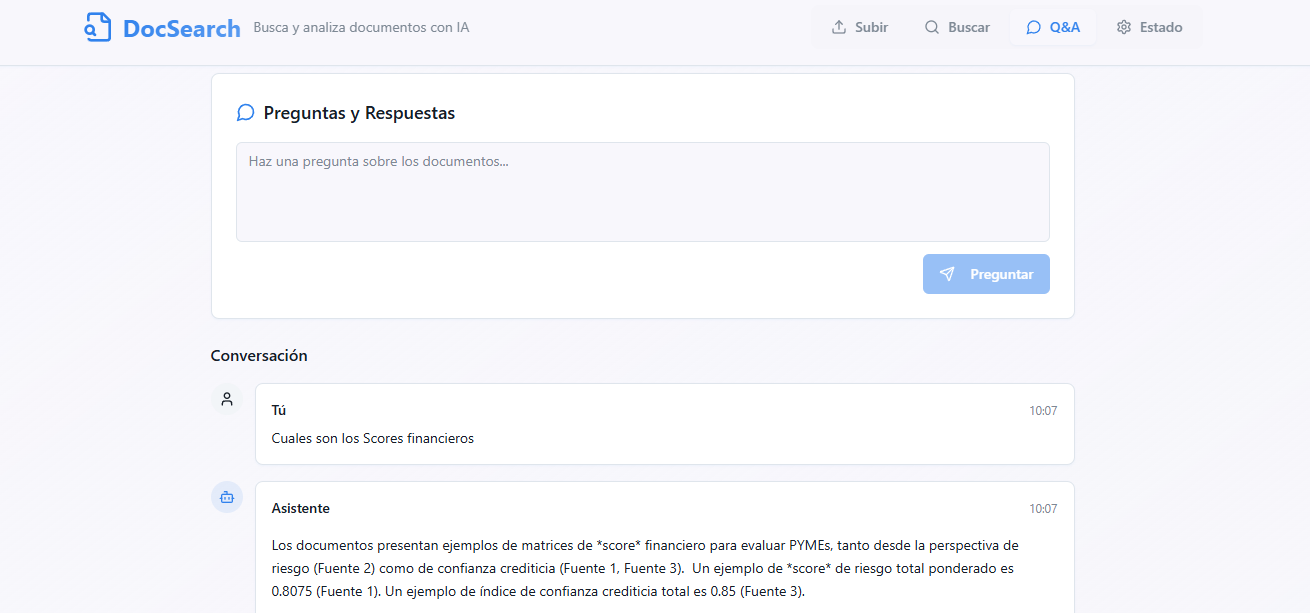 DocSearch
Busca y analiza documentos con IA
Subir
Buscar
Q&A
Estado
Preguntas y Respuestas
Haz una pregunta sobre los documentos...
Preguntar
Conversación
Tú
10:07
Cuales son los Scores financieros
Asistente
10:07
Los documentos presentan ejemplos de matrices de *score* financiero para evaluar PYMEs, tanto desde la perspectiva de
riesgo (Fuente 2) como de confianza crediticia (Fuente 1, Fuente 3).  Un ejemplo de *score* de riesgo total ponderado es
0.8075 (Fuente 1). Un ejemplo de índice de confianza crediticia total es 0.85 (Fuente 3).